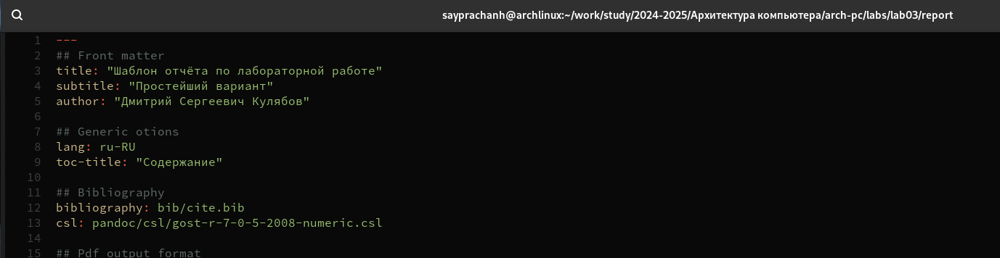 sayprachanh@archlinux:~/work/study/2024-2025/Архитектура компьютера/arch-pc/labs/lab03/report
1 ---
2 ## Front matter
3 title: "Шаблон отчёта по лабораторной работе"
4 subtitle: "Простейший вариант"
5 author: "Дмитрий Сергеевич Кулябов"
6
7 ## Generic otions
8 lang: ru-RU
9 toc-title: "Содержание"
10
11 ## Bibliography
12 bibliography: bib/cite.bib
13 csl: pandoc/csl/gost-r-7-0-5-2008-numeric.csl
14
15 ## Pdf output format